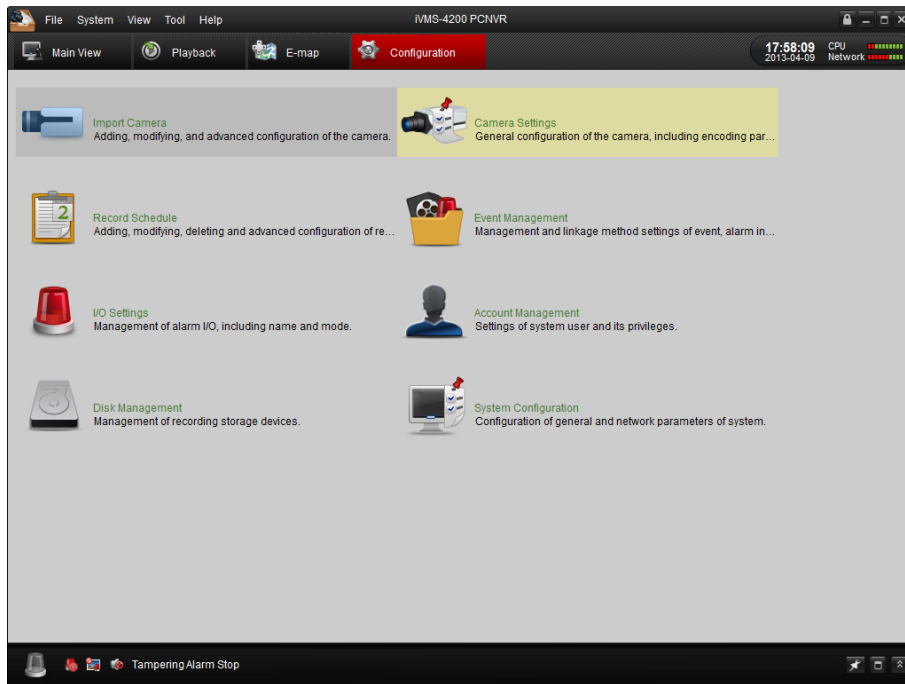 File System View Tool Help iVMS-4200 PCNVR
Main View Playback E-map Configuration 17:58:09 CPU
2013-04-09 Network
Import Camera
Adding, modifying, and advanced configuration of the camera.
Camera Settings
General configuration of the camera, including encoding par...
2
Record Schedule
Adding, modifying, deleting and advanced configuration of re...
Event Management
Management and linkage method settings of event, alarm in...
I/O Settings
Management of alarm I/O, including name and mode.
Account Management
Settings of system user and its privileges.
Disk Management
Management of recording storage devices.
System Configuration
Configuration of general and network parameters of system.
Tampering Alarm Stop